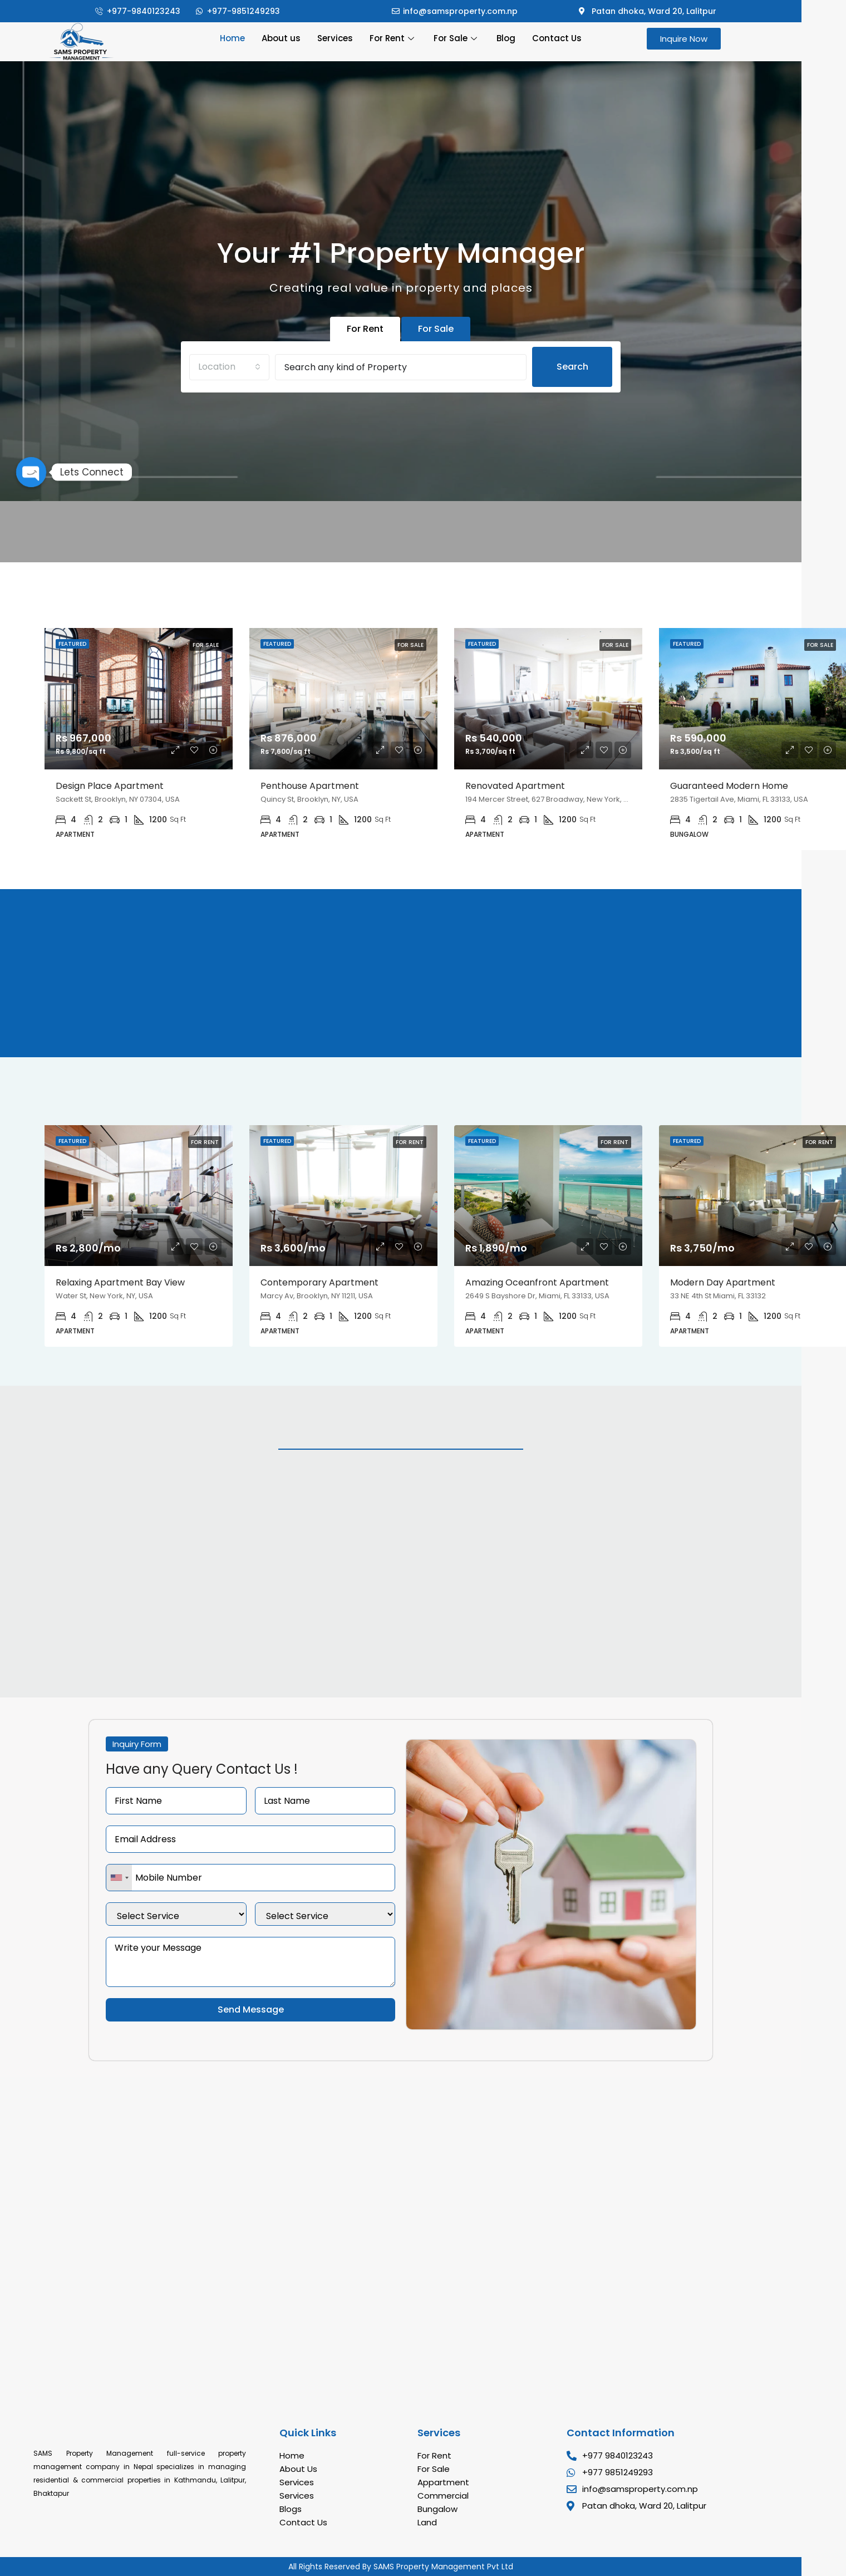 +977-9840123243
+977-9851249293
info@samsproperty.com.np
Patan dhoka, Ward 20, Lalitpur
SAMS PROPERTY
MANAGEMENT
Home
About us
Services
For Rent
For Sale
Blog
Contact Us
Inquire Now
Your #1 Property Manager
Creating real value in property and places
For Rent
For Sale
Location
Search any kind of Property
Search
Lets Connect
FEATURED
FOR SALE
Rs 967,000
Rs 9,800/sq ft
Design Place Apartment
Sackett St, Brooklyn, NY 07304, USA
4 2 1 1200 Sq Ft
APARTMENT
FEATURED
FOR SALE
Rs 876,000
Rs 7,600/sq ft
Penthouse Apartment
Quincy St, Brooklyn, NY, USA
4 2 1 1200 Sq Ft
APARTMENT
FEATURED
FOR SALE
Rs 540,000
Rs 3,700/sq ft
Renovated Apartment
194 Mercer Street, 627 Broadway, New York, ...
4 2 1 1200 Sq Ft
APARTMENT
FEATURED
FOR SALE
Rs 590,000
Rs 3,500/sq ft
Guaranteed Modern Home
2835 Tigertail Ave, Miami, FL 33133, USA
4 2 1 1200 Sq Ft
BUNGALOW
FEATURED
FOR RENT
Rs 2,800/mo
Relaxing Apartment Bay View
Water St, New York, NY, USA
4 2 1 1200 Sq Ft
APARTMENT
FEATURED
FOR RENT
Rs 3,600/mo
Contemporary Apartment
Marcy Av, Brooklyn, NY 11211, USA
4 2 1 1200 Sq Ft
APARTMENT
FEATURED
FOR RENT
Rs 1,890/mo
Amazing Oceanfront Apartment
2649 S Bayshore Dr, Miami, FL 33133, USA
4 2 1 1200 Sq Ft
APARTMENT
FEATURED
FOR RENT
Rs 3,750/mo
Modern Day Apartment
33 NE 4th St Miami, FL 33132
4 2 1 1200 Sq Ft
APARTMENT
Inquiry Form
Have any Query Contact Us !
First Name
Last Name
Email Address
Mobile Number
Select Service
Select Service
Write your Message
Send Message
SAMS Property Management full-service property
management company in Nepal specializes in managing
residential & commercial properties in Kathmandu, Lalitpur,
Bhaktapur
Quick Links
Home
About Us
Services
Services
Blogs
Contact Us
Services
For Rent
For Sale
Appartment
Commercial
Bungalow
Land
Contact Information
+977 9840123243
+977 9851249293
info@samsproperty.com.np
Patan dhoka, Ward 20, Lalitpur
All Rights Reserved By SAMS Property Management Pvt Ltd